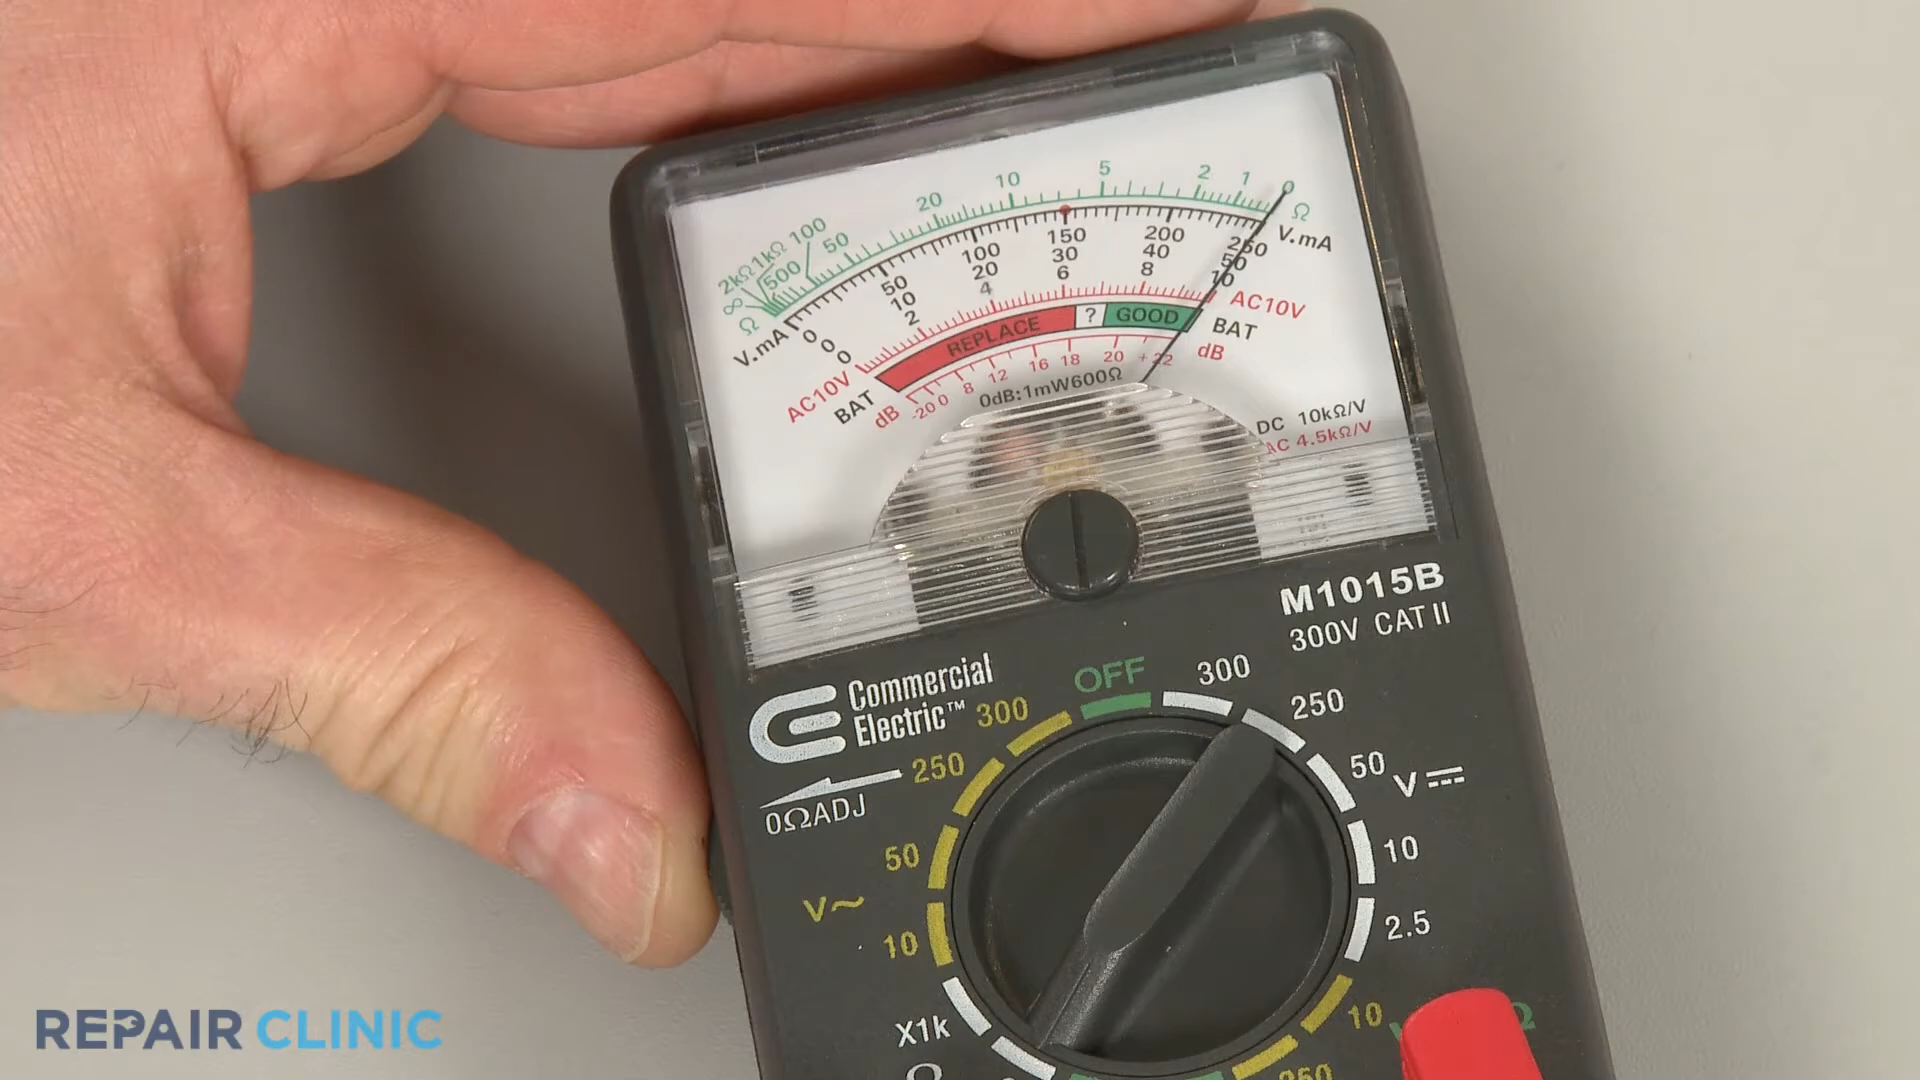 Ω ∞ 2kΩ 1kΩ 500 100 50 20 10 5 2 1 0 Ω
V.mA 0 50 100 150 200 250 V.mA
0 10 20 30 40 50
0 2 4 6 8 10
AC10V AC10V
BAT REPLACE ? GOOD BAT
dB -20 0 8 12 16 18 20 +22 dB
0dB:1mW600Ω
DC 10kΩ/V
AC 4.5kΩ/V
M1015B
300V CAT II
Commercial
Electric™
0ΩADJ
OFF
300
250
50
V⎓
10
2.5
300
250
50
V~
10
X1k
Ω
10
250
REPAIR CLINIC